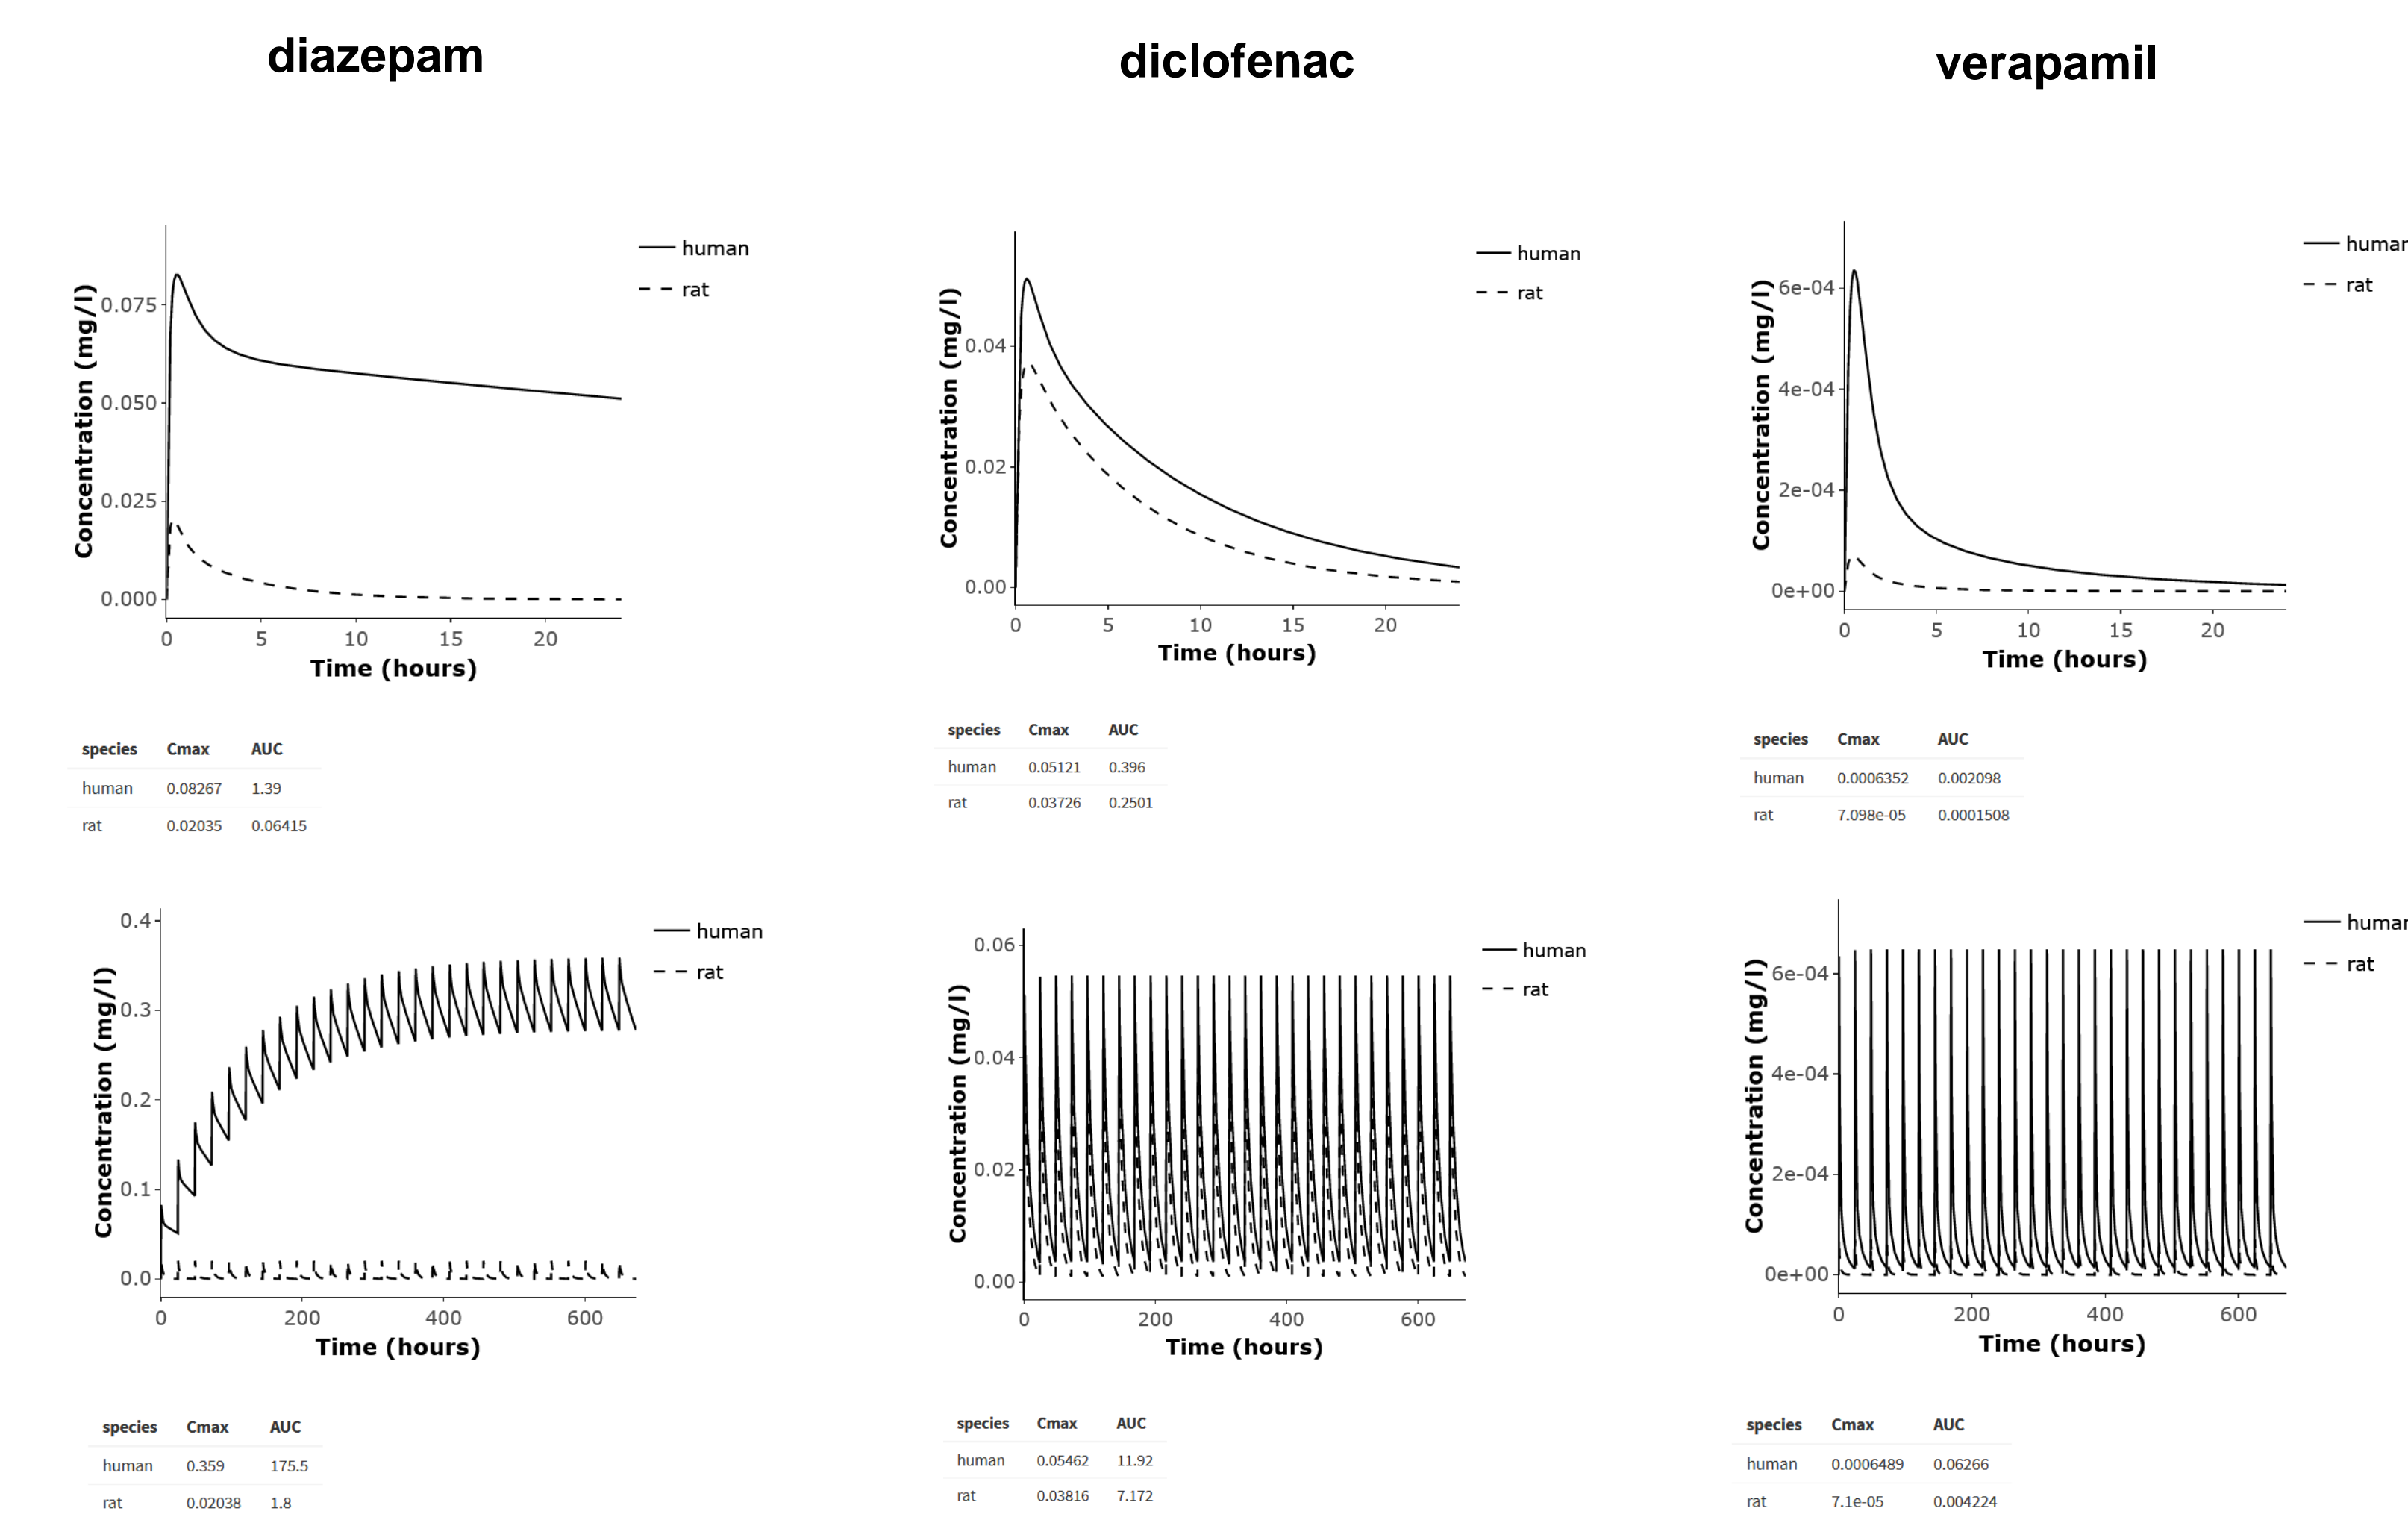 diazepam
diclofenac
verapamil
Concentration (mg/l)
0.075
0.050
0.025
0.000
0 5 10 15 20
Time (hours)
human
rat
Concentration (mg/l)
0.04
0.02
0.00
0 5 10 15 20
Time (hours)
human
rat
Concentration (mg/l)
6e-04
4e-04
2e-04
0e+00
0 5 10 15 20
Time (hours)
human
rat
species Cmax AUC
human 0.08267 1.39
rat 0.02035 0.06415
species Cmax AUC
human 0.05121 0.396
rat 0.03726 0.2501
species Cmax AUC
human 0.0006352 0.002098
rat 7.098e-05 0.0001508
Concentration (mg/l)
0.4
0.3
0.2
0.1
0.0
0 200 400 600
Time (hours)
human
rat
Concentration (mg/l)
0.06
0.04
0.02
0.00
0 200 400 600
Time (hours)
human
rat
Concentration (mg/l)
6e-04
4e-04
2e-04
0e+00
0 200 400 600
Time (hours)
human
rat
species Cmax AUC
human 0.359 175.5
rat 0.02038 1.8
species Cmax AUC
human 0.05462 11.92
rat 0.03816 7.172
species Cmax AUC
human 0.0006489 0.06266
rat 7.1e-05 0.004224